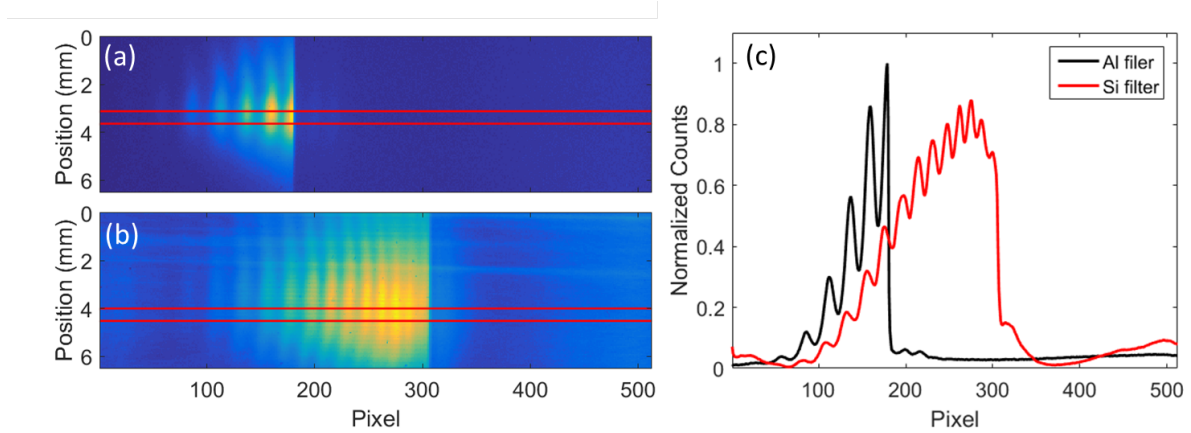 (a)
Position (mm)
0
2
4
6
(b)
Position (mm)
0
2
4
6
100 200 300 400 500
Pixel
(c)
Al filer
Si filter
Normalized Counts
1
0.8
0.6
0.4
0.2
0
100 200 300 400 500
Pixel